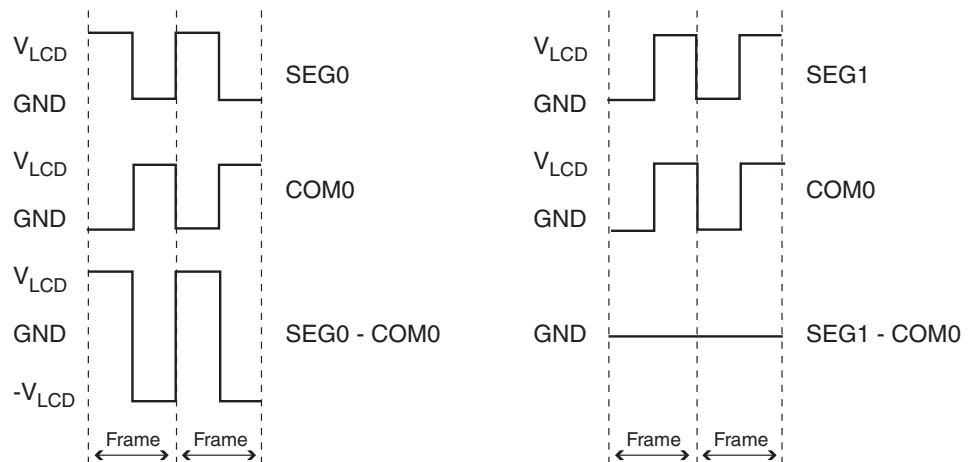 V_LCD
SEG0
GND
V_LCD
COM0
GND
V_LCD
GND
SEG0 - COM0
-V_LCD
Frame Frame
V_LCD
SEG1
GND
V_LCD
COM0
GND
GND
SEG1 - COM0
Frame Frame